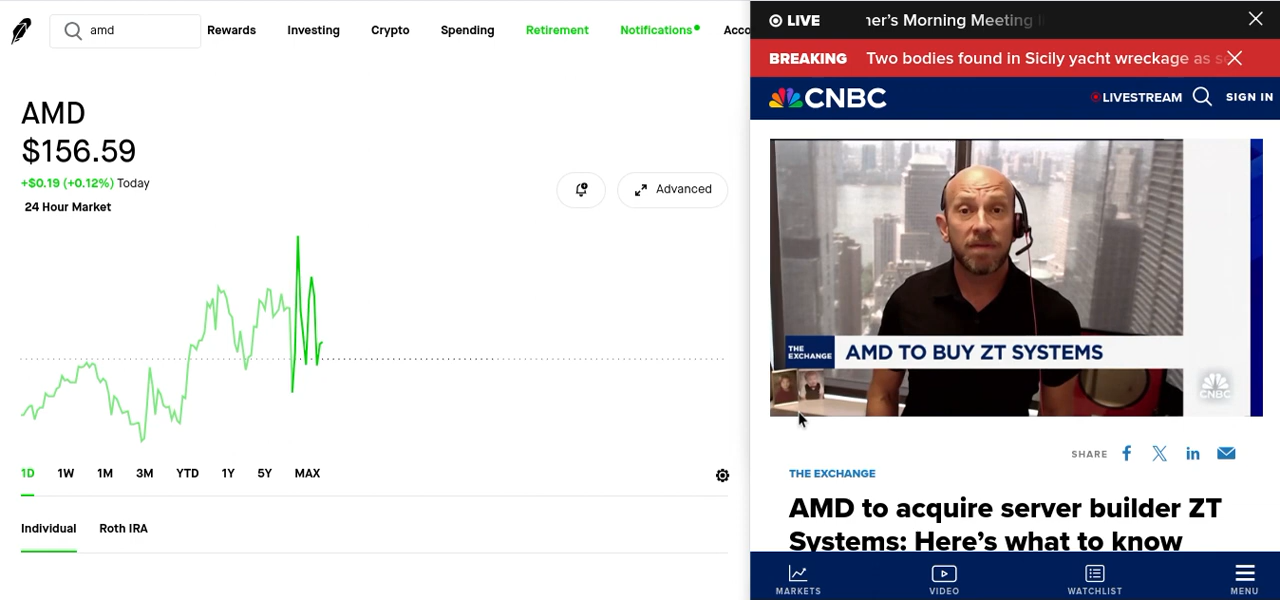 amd
Rewards
Investing
Crypto
Spending
Retirement
Notifications
Acco
AMD
$156.59
+$0.19 (+0.12%) Today
24 Hour Market
Advanced
1D 1W 1M 3M YTD 1Y 5Y MAX
Individual Roth IRA
LIVE
ner's Morning Meeting
BREAKING Two bodies found in Sicily yacht wreckage as s
CNBC
LIVESTREAM
SIGN IN
THE EXCHANGE
AMD TO BUY ZT SYSTEMS
CNBC
SHARE
THE EXCHANGE
AMD to acquire server builder ZT
Systems: Here's what to know
MARKETS VIDEO WATCHLIST MENU